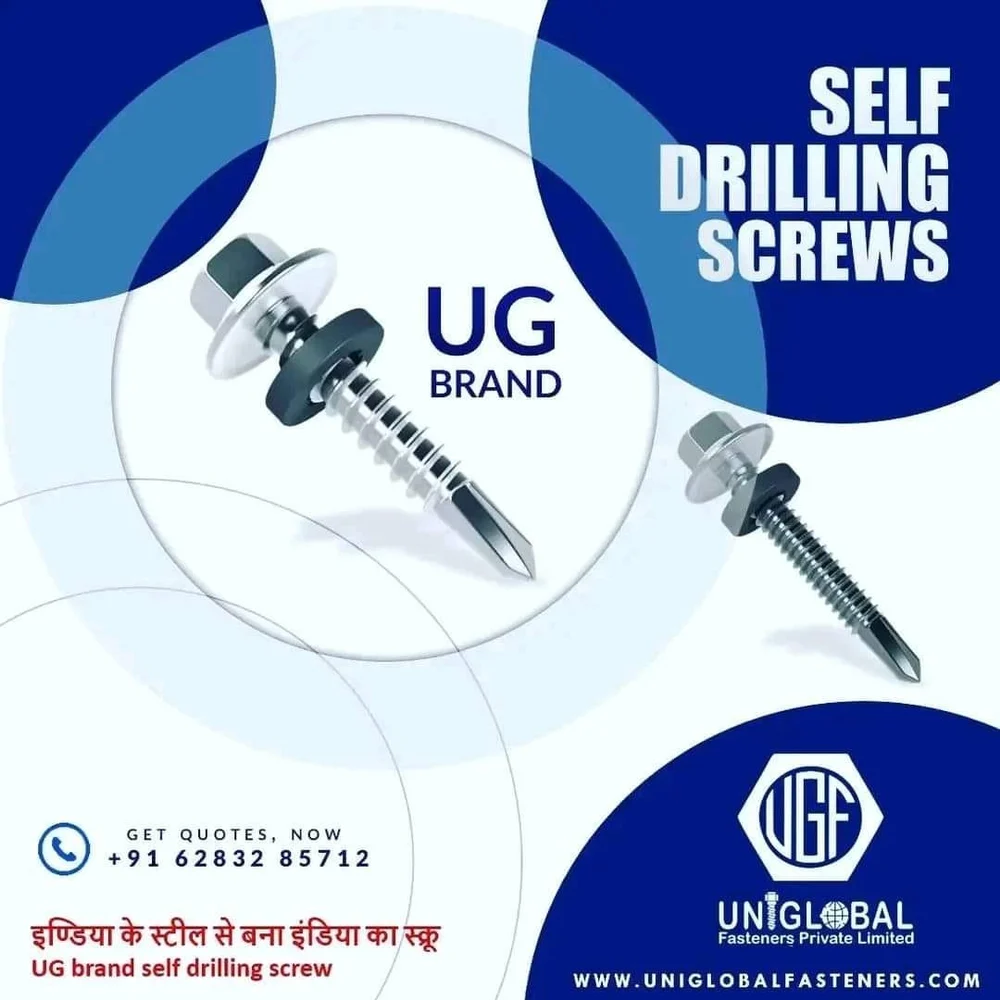 SELF
DRILLING
SCREWS
UG
BRAND
GET QUOTES, NOW
+91 62832 85712
इण्डिया के स्टील से बना इंडिया का स्क्रू
UG brand self drilling screw
UGF
UNIGLOBAL
Fasteners Private Limited
WWW.UNIGLOBALFASTENERS.COM